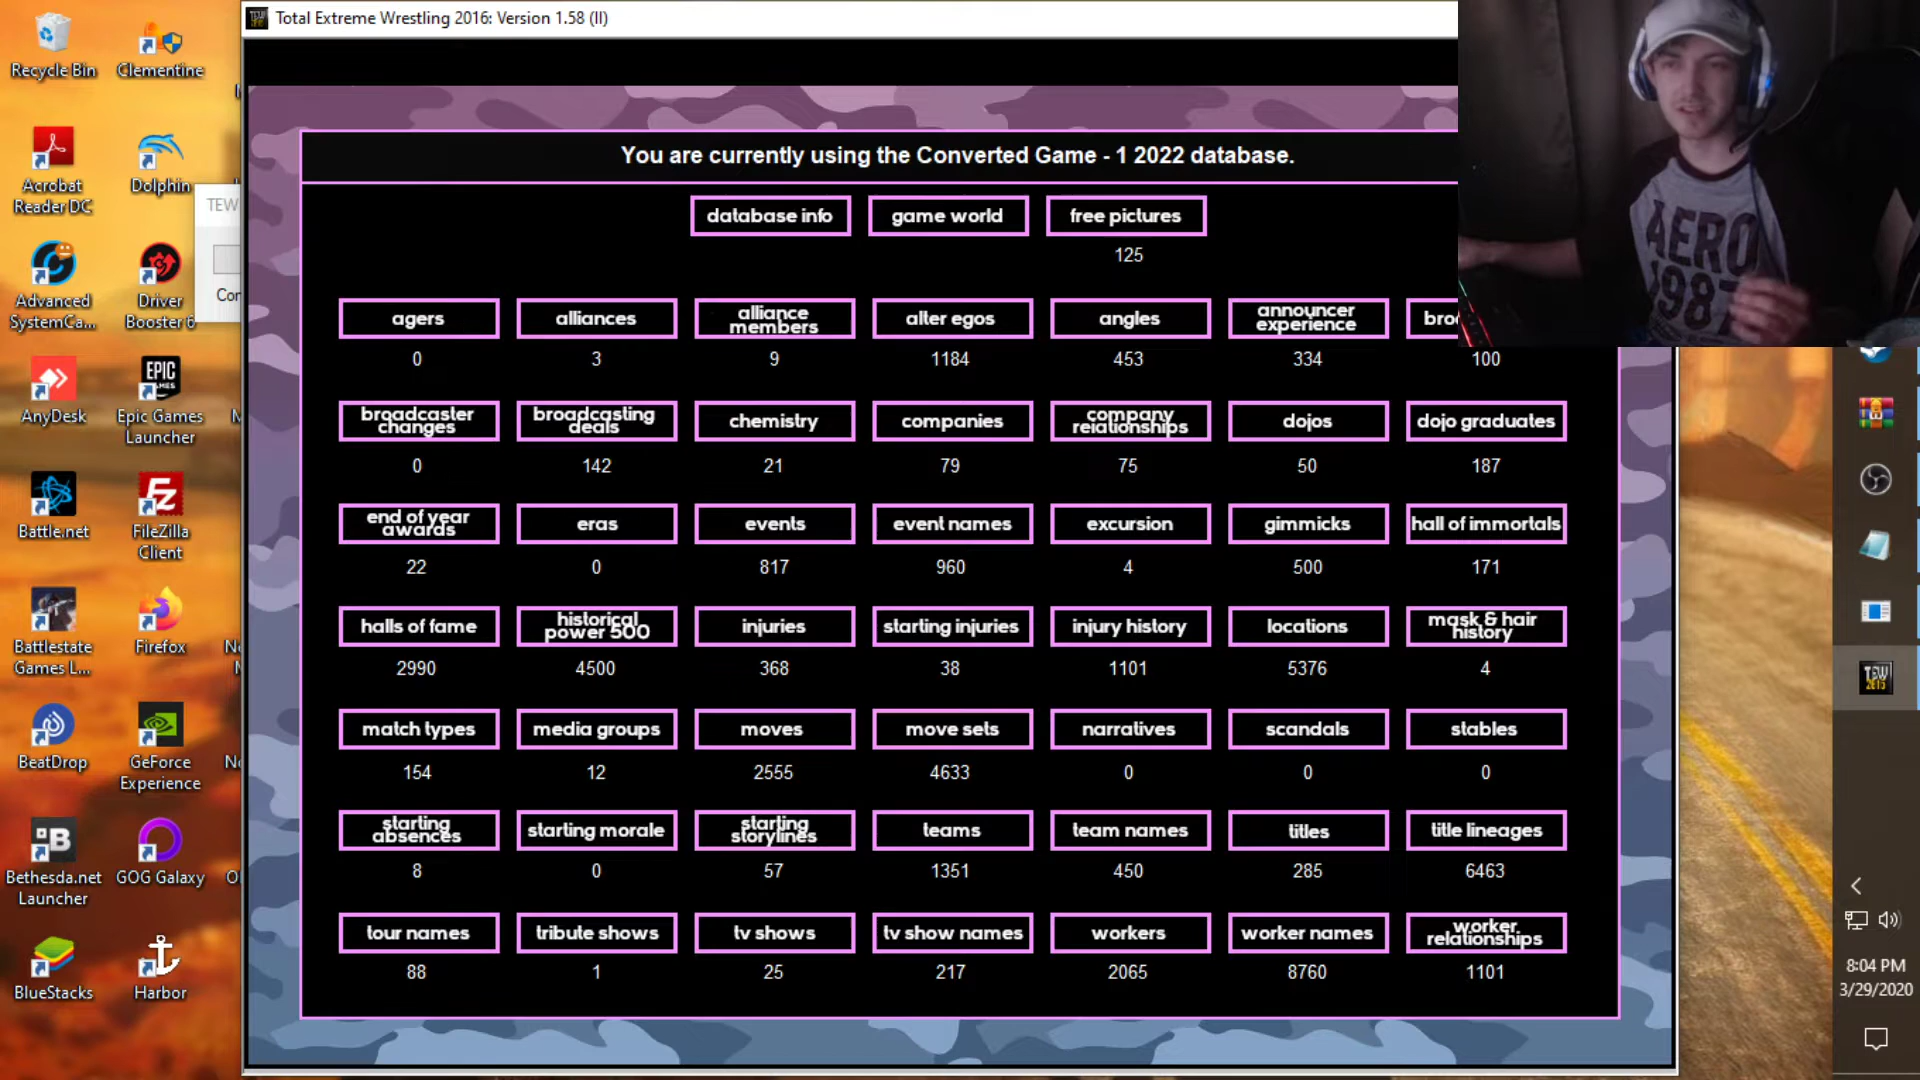 Total Extreme Wrestling 2016: Version 1.58 (II)
Recycle Bin
Clementine
Acrobat
Reader DC
Dolphin
TEW
Advanced
SystemCa...
Driver
Booster 6
AnyDesk
Epic Games
Launcher
Battle.net
FileZilla
Client
Battlestate
Games L...
Firefox
BeatDrop
GeForce
Experience
Bethesda.net
Launcher
GOG Galaxy
BlueStacks
Harbor
You are currently using the Converted Game - 1 2022 database.
database info
game world
free pictures
125
agers
alliances
alliance
members
alter egos
angles
announcer
experience
0
3
9
1184
453
334
100
broadcaster
changes
broadcasting
deals
chemistry
companies
company
relationships
dojos
dojo graduates
0
142
21
79
75
50
187
end of year
awards
eras
events
event names
excursion
gimmicks
hall of immortals
22
0
817
960
4
500
171
halls of fame
historical
power 500
injuries
starting injuries
injury history
locations
mask & hair
history
2990
4500
368
38
1101
5376
4
match types
media groups
moves
move sets
narratives
scandals
stables
154
12
2555
4633
0
0
0
starting
absences
starting morale
starting
storylines
teams
team names
titles
title lineages
8
0
57
1351
450
285
6463
tour names
tribute shows
tv shows
tv show names
workers
worker names
worker
relationships
88
1
25
217
2065
8760
1101
AERO
1987
EPIC
GAMES
TEW
8:04 PM
3/29/2020